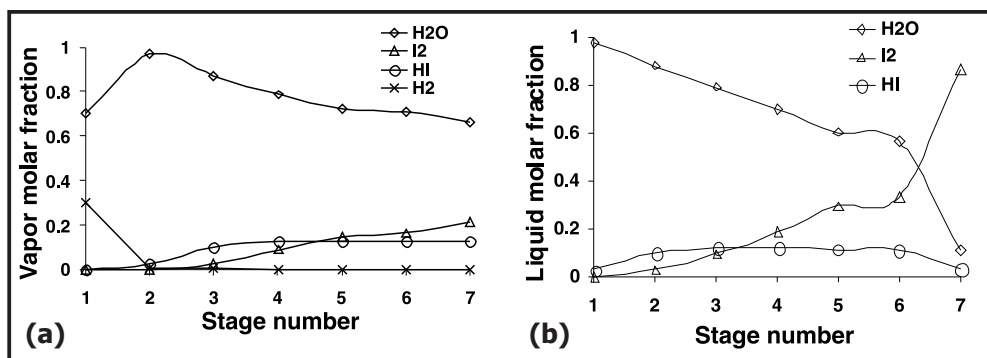 Vapor molar fraction
1
0.8
0.6
0.4
0.2
0
1 2 3 4 5 6 7
Stage number
H2O
I2
HI
H2
(a)
Liquid molar fraction
1
0.8
0.6
0.4
0.2
0
1 2 3 4 5 6 7
Stage number
H2O
I2
HI
(b)